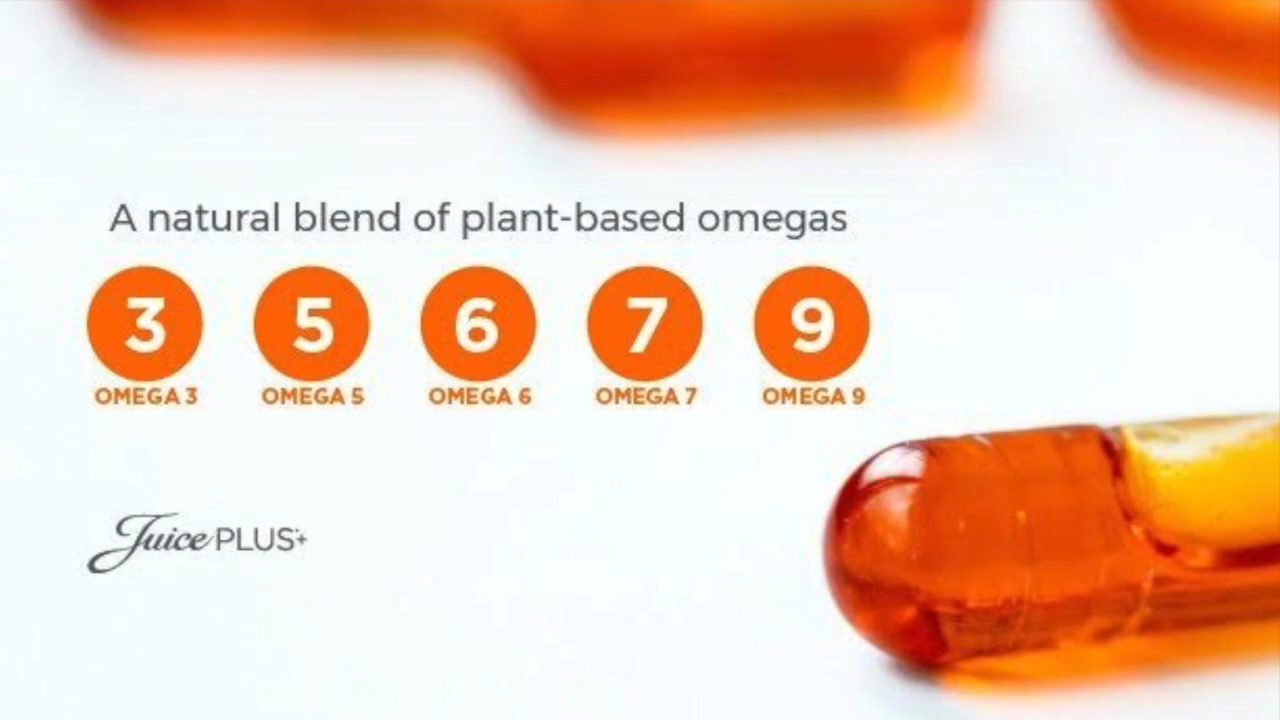 A natural blend of plant-based omegas
3 5 6 7 9
OMEGA 3 OMEGA 5 OMEGA 6 OMEGA 7 OMEGA 9
Juice PLUS+